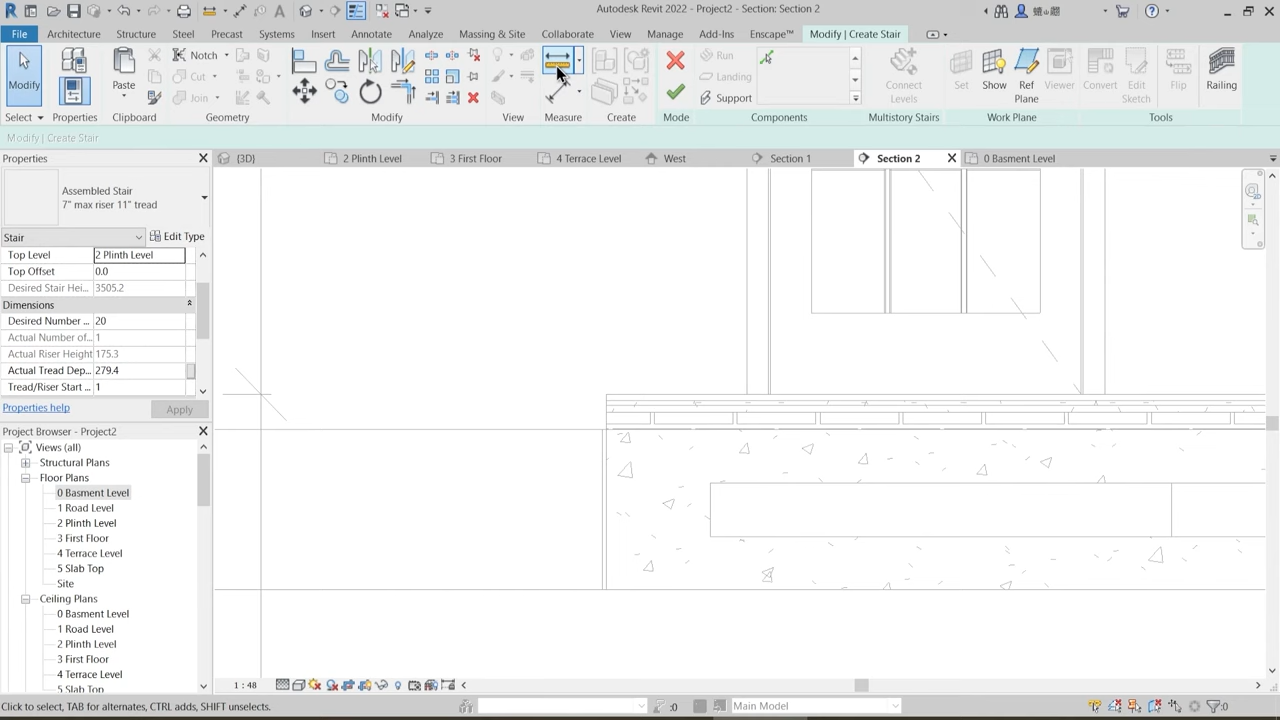 Autodesk Revit 2022 - Project2 - Section: Section 2
File Architecture Structure Steel Precast Systems Insert Annotate Analyze Massing & Site Collaborate View Manage Add-Ins Enscape™ Modify | Create Stair
Modify
Paste
Notch
Cut
Join
Run
Landing
Support
Connect
Levels
Set
Show
Ref
Plane
Viewer
Convert
Edit
Sketch
Flip
Railing
Select Properties Clipboard Geometry Modify View Measure Create Mode Components Multistory Stairs Work Plane Tools
Modify | Create Stair
Properties
{3D} 2 Plinth Level 3 First Floor 4 Terrace Level West Section 1 Section 2 0 Basment Level
Assembled Stair
7" max riser 11" tread
Stair
Edit Type
Top Level 2 Plinth Level
Top Offset 0.0
Desired Stair Hei... 3505.2
Dimensions
Desired Number ... 20
Actual Number of... 1
Actual Riser Height 175.3
Actual Tread Dep... 279.4
Tread/Riser Start ... 1
Properties help
Apply
Project Browser - Project2
Views (all)
Structural Plans
Floor Plans
0 Basment Level
1 Road Level
2 Plinth Level
3 First Floor
4 Terrace Level
5 Slab Top
Site
Ceiling Plans
0 Basment Level
1 Road Level
2 Plinth Level
3 First Floor
4 Terrace Level
5 Slab Top
1 : 48
Click to select, TAB for alternates, CTRL adds, SHIFT unselects.
:0
Main Model
:0